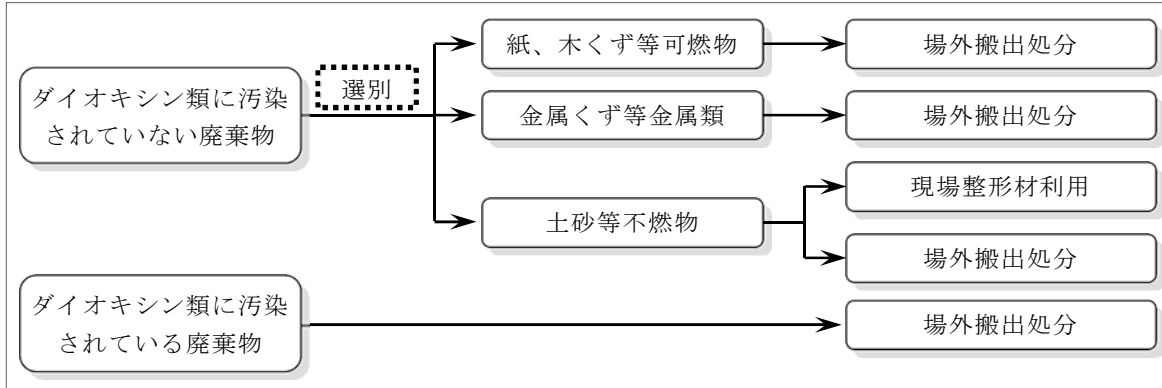 ダイオキシン類に汚染
されていない廃棄物
選別
紙、木くず等可燃物
場外搬出処分
金属くず等金属類
場外搬出処分
土砂等不燃物
現場整形材利用
場外搬出処分
ダイオキシン類に汚染
されている廃棄物
場外搬出処分